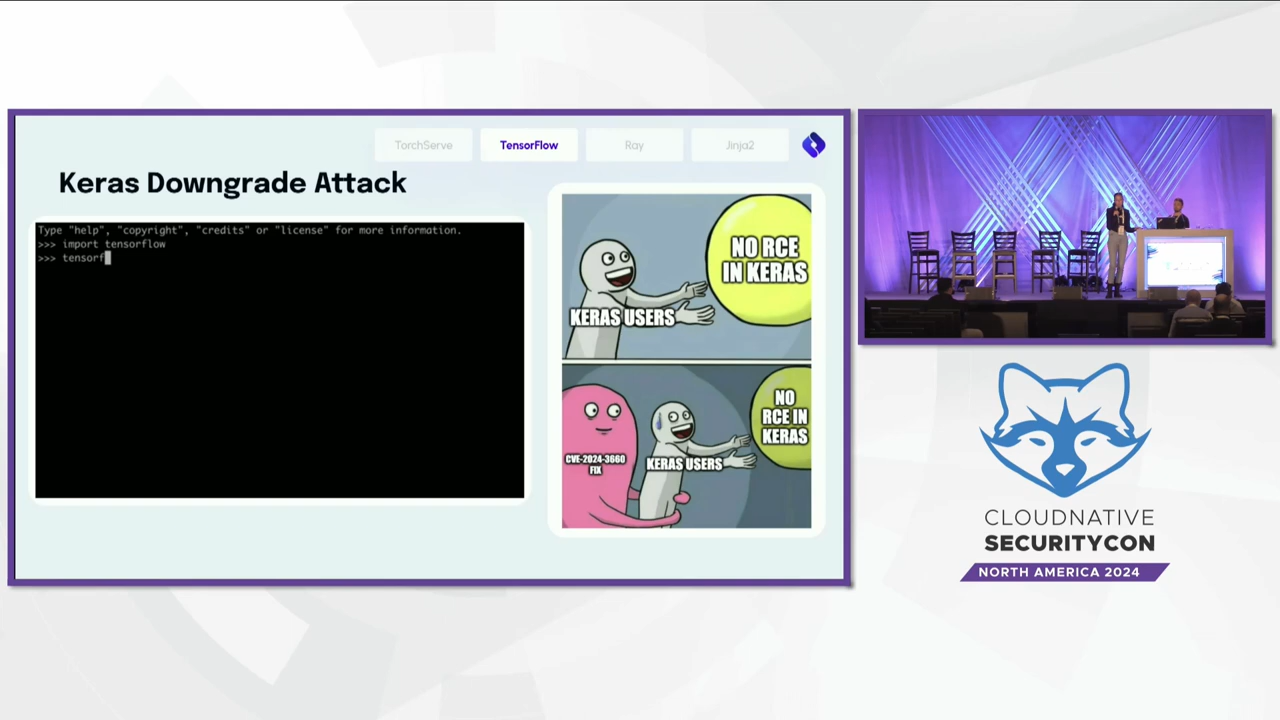 TorchServe
TensorFlow
Ray
Jinja2
Keras Downgrade Attack
Type "help", "copyright", "credits" or "license" for more information.
>>> import tensorflow
>>> tensorf
NO RCE
IN KERAS
KERAS USERS
NO
RCE IN
KERAS
CVE-2024-3660
FIX
KERAS USERS
CLOUDNATIVE
SECURITYCON
NORTH AMERICA 2024